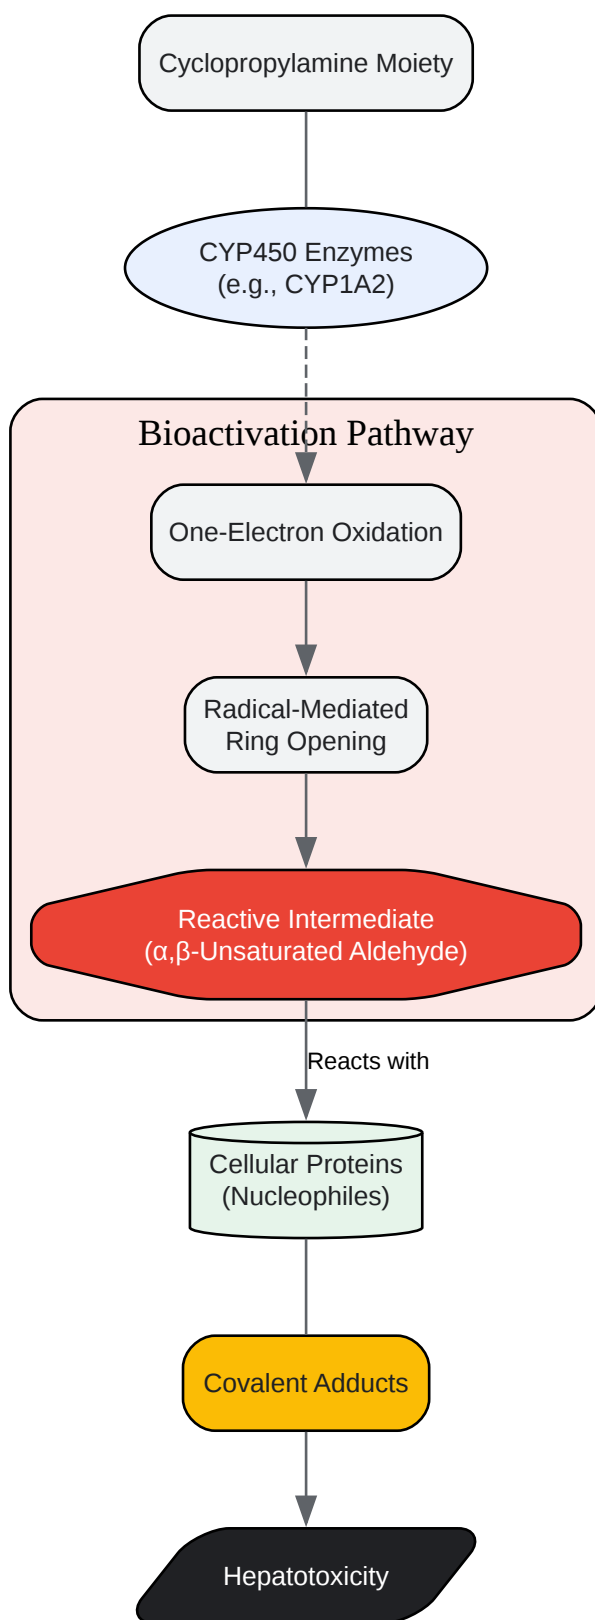 Cyclopropylamine Moiety
CYP450 Enzymes
(e.g., CYP1A2)
Bioactivation Pathway
One-Electron Oxidation
Radical-Mediated
Ring Opening
Reactive Intermediate
(α,β-Unsaturated Aldehyde)
Reacts with
Cellular Proteins
(Nucleophiles)
Covalent Adducts
Hepatotoxicity